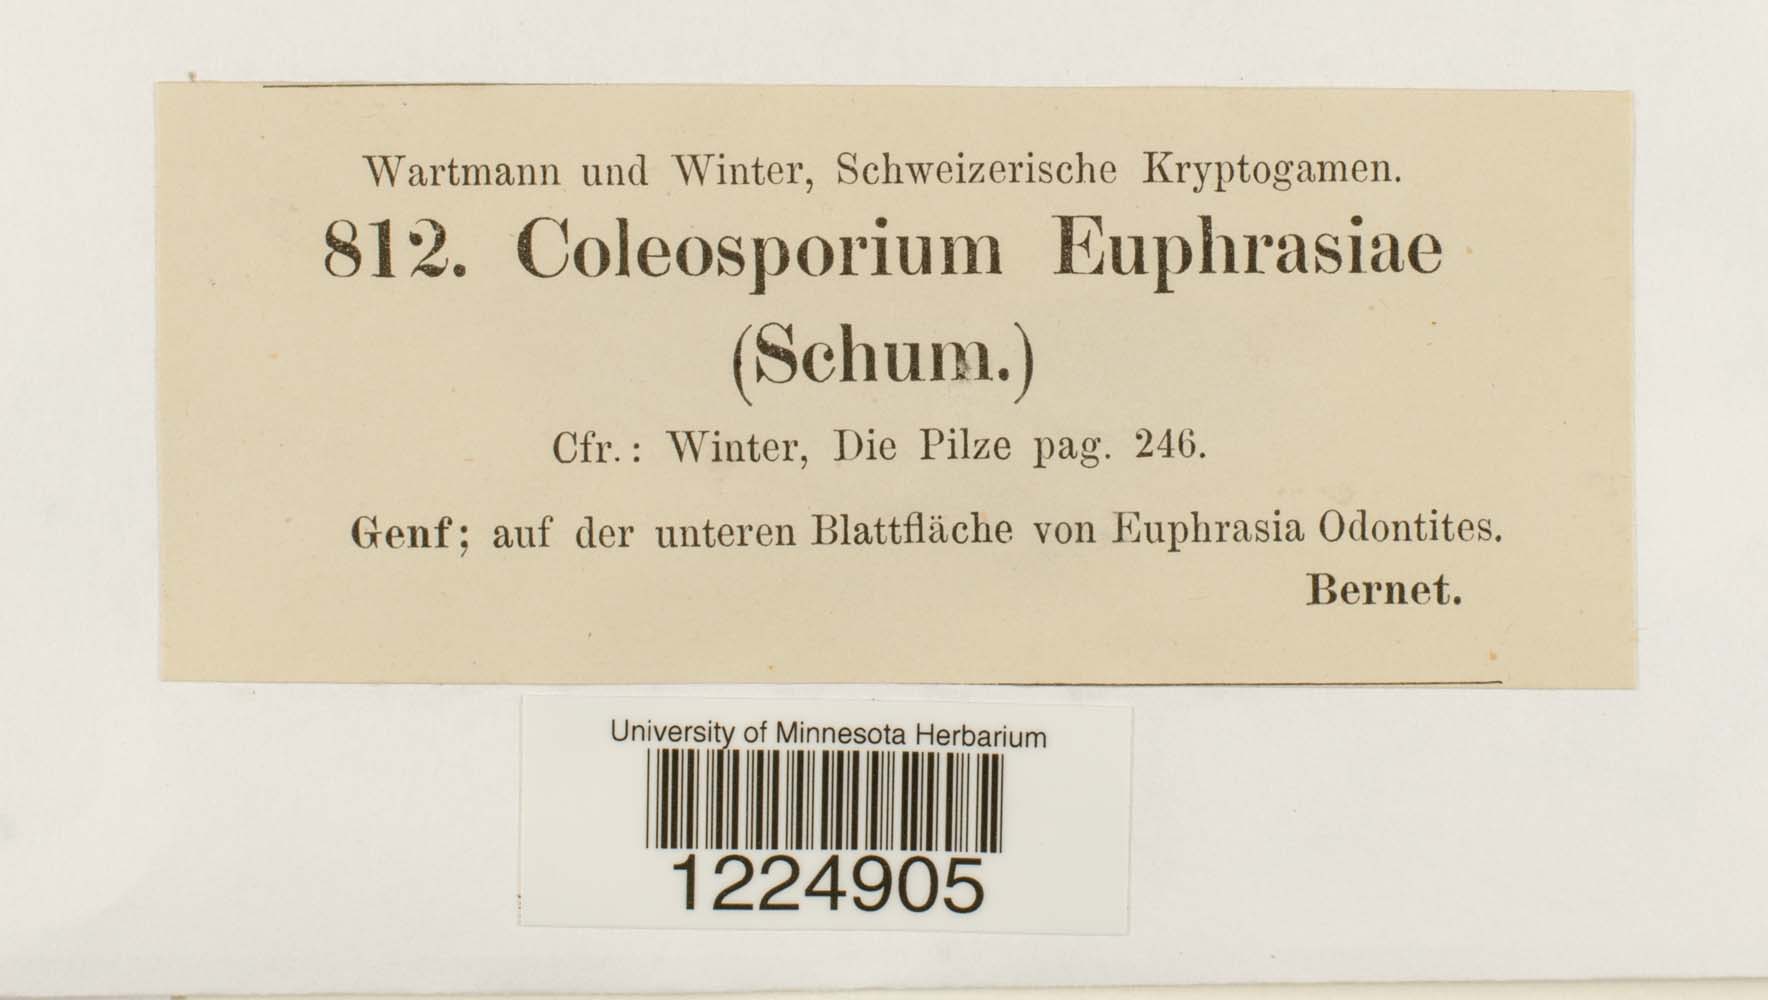 Wartmann und Winter, Schweizerische Kryptogamen.
812. Coleosporium Euphrasiae
(Schum.)
Cfr.: Winter, Die Pilze pag. 246.
Genf; auf der unteren Blattfläche von Euphrasia Odontites.
Bernet.
University of Minnesota Herbarium
1224905